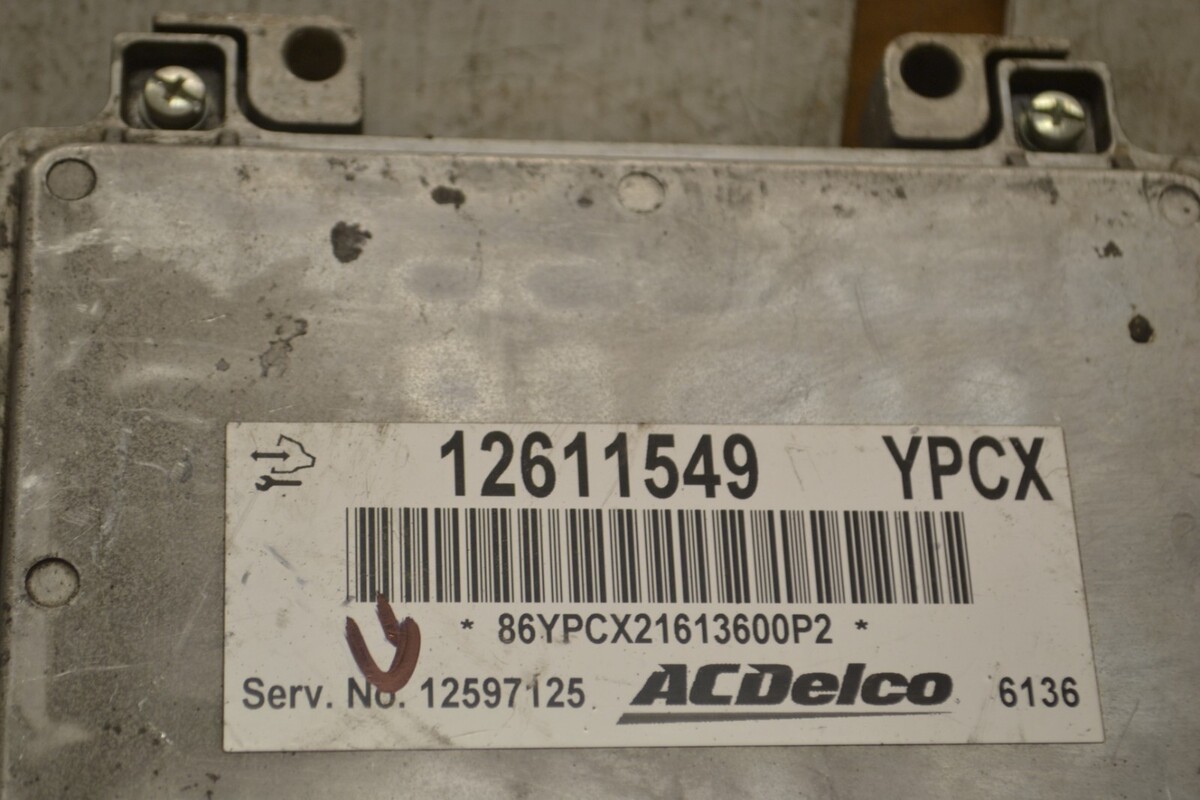 12611549 YPCX
* 86YPCX21613600P2 *
Serv. No. 12597125 ACDelco 6136